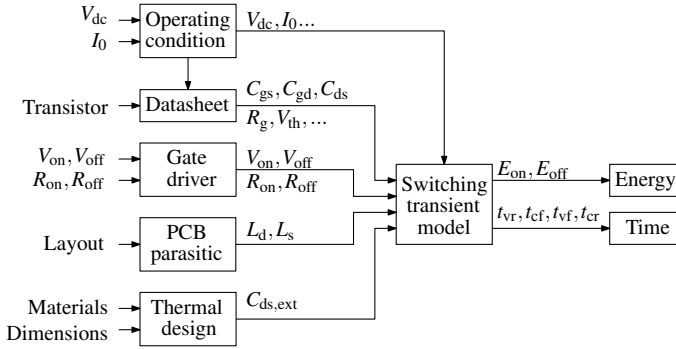 V_dc
I_0
Operating
condition
V_dc, I_0...
Transistor
Datasheet
C_gs, C_gd, C_ds
R_g, V_th, ...
V_on, V_off
R_on, R_off
Gate
driver
V_on, V_off
R_on, R_off
Switching
transient
model
E_on, E_off
Energy
t_vr, t_cf, t_vf, t_cr
Time
Layout
PCB
parasitic
L_d, L_s
Materials
Dimensions
Thermal
design
C_ds,ext